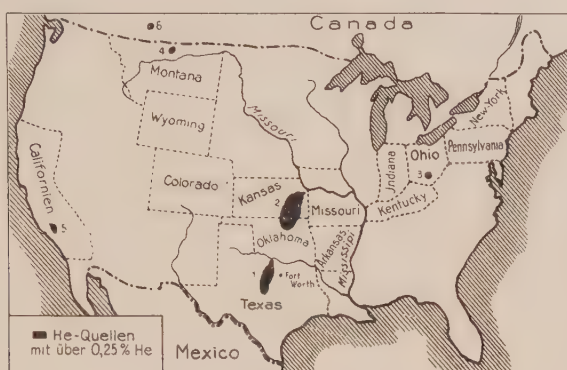 Canada
6
4
Montana
Missouri
Wyoming
New-York
Pennsylvania
Ohio
3
Indiana
Californien
Colorado
Kansas
2
Missouri
Kentucky
5
Oklahoma
Arkansas
Mississippi
1
Fort
Worth
Texas
He-Quellen
mit über 0,25% He
Mexico